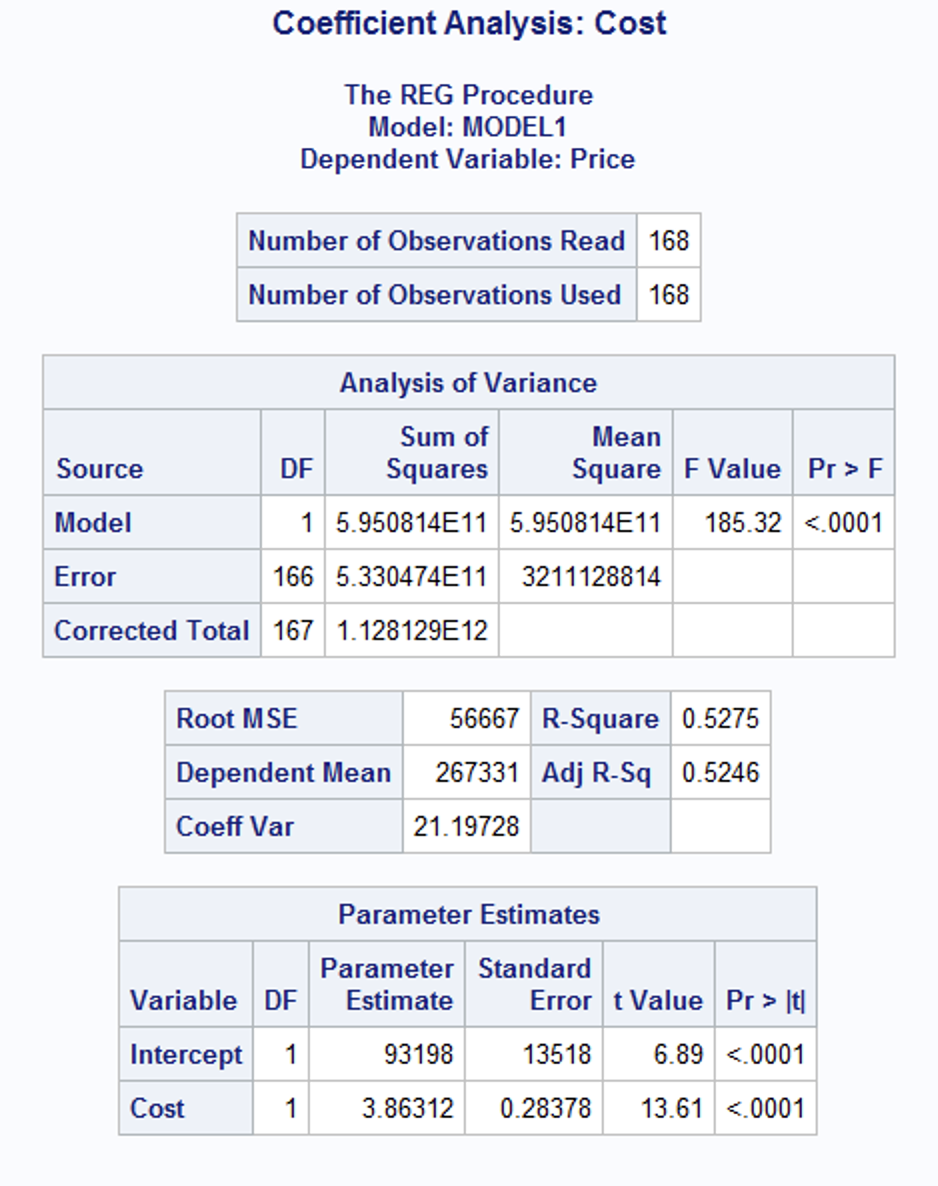 Coefficient Analysis: Cost
The REG Procedure
Model: MODEL1
Dependent Variable: Price
Number of Observations Read 168
Number of Observations Used 168
Analysis of Variance
Source DF Sum of Squares Mean Square F Value Pr > F
Model 1 5.950814E11 5.950814E11 185.32 <.0001
Error 166 5.330474E11 3211128814
Corrected Total 167 1.128129E12
Root MSE 56667 R-Square 0.5275
Dependent Mean 267331 Adj R-Sq 0.5246
Coeff Var 21.19728
Parameter Estimates
Variable DF Parameter Estimate Standard Error t Value Pr > |t|
Intercept 1 93198 13518 6.89 <.0001
Cost 1 3.86312 0.28378 13.61 <.0001